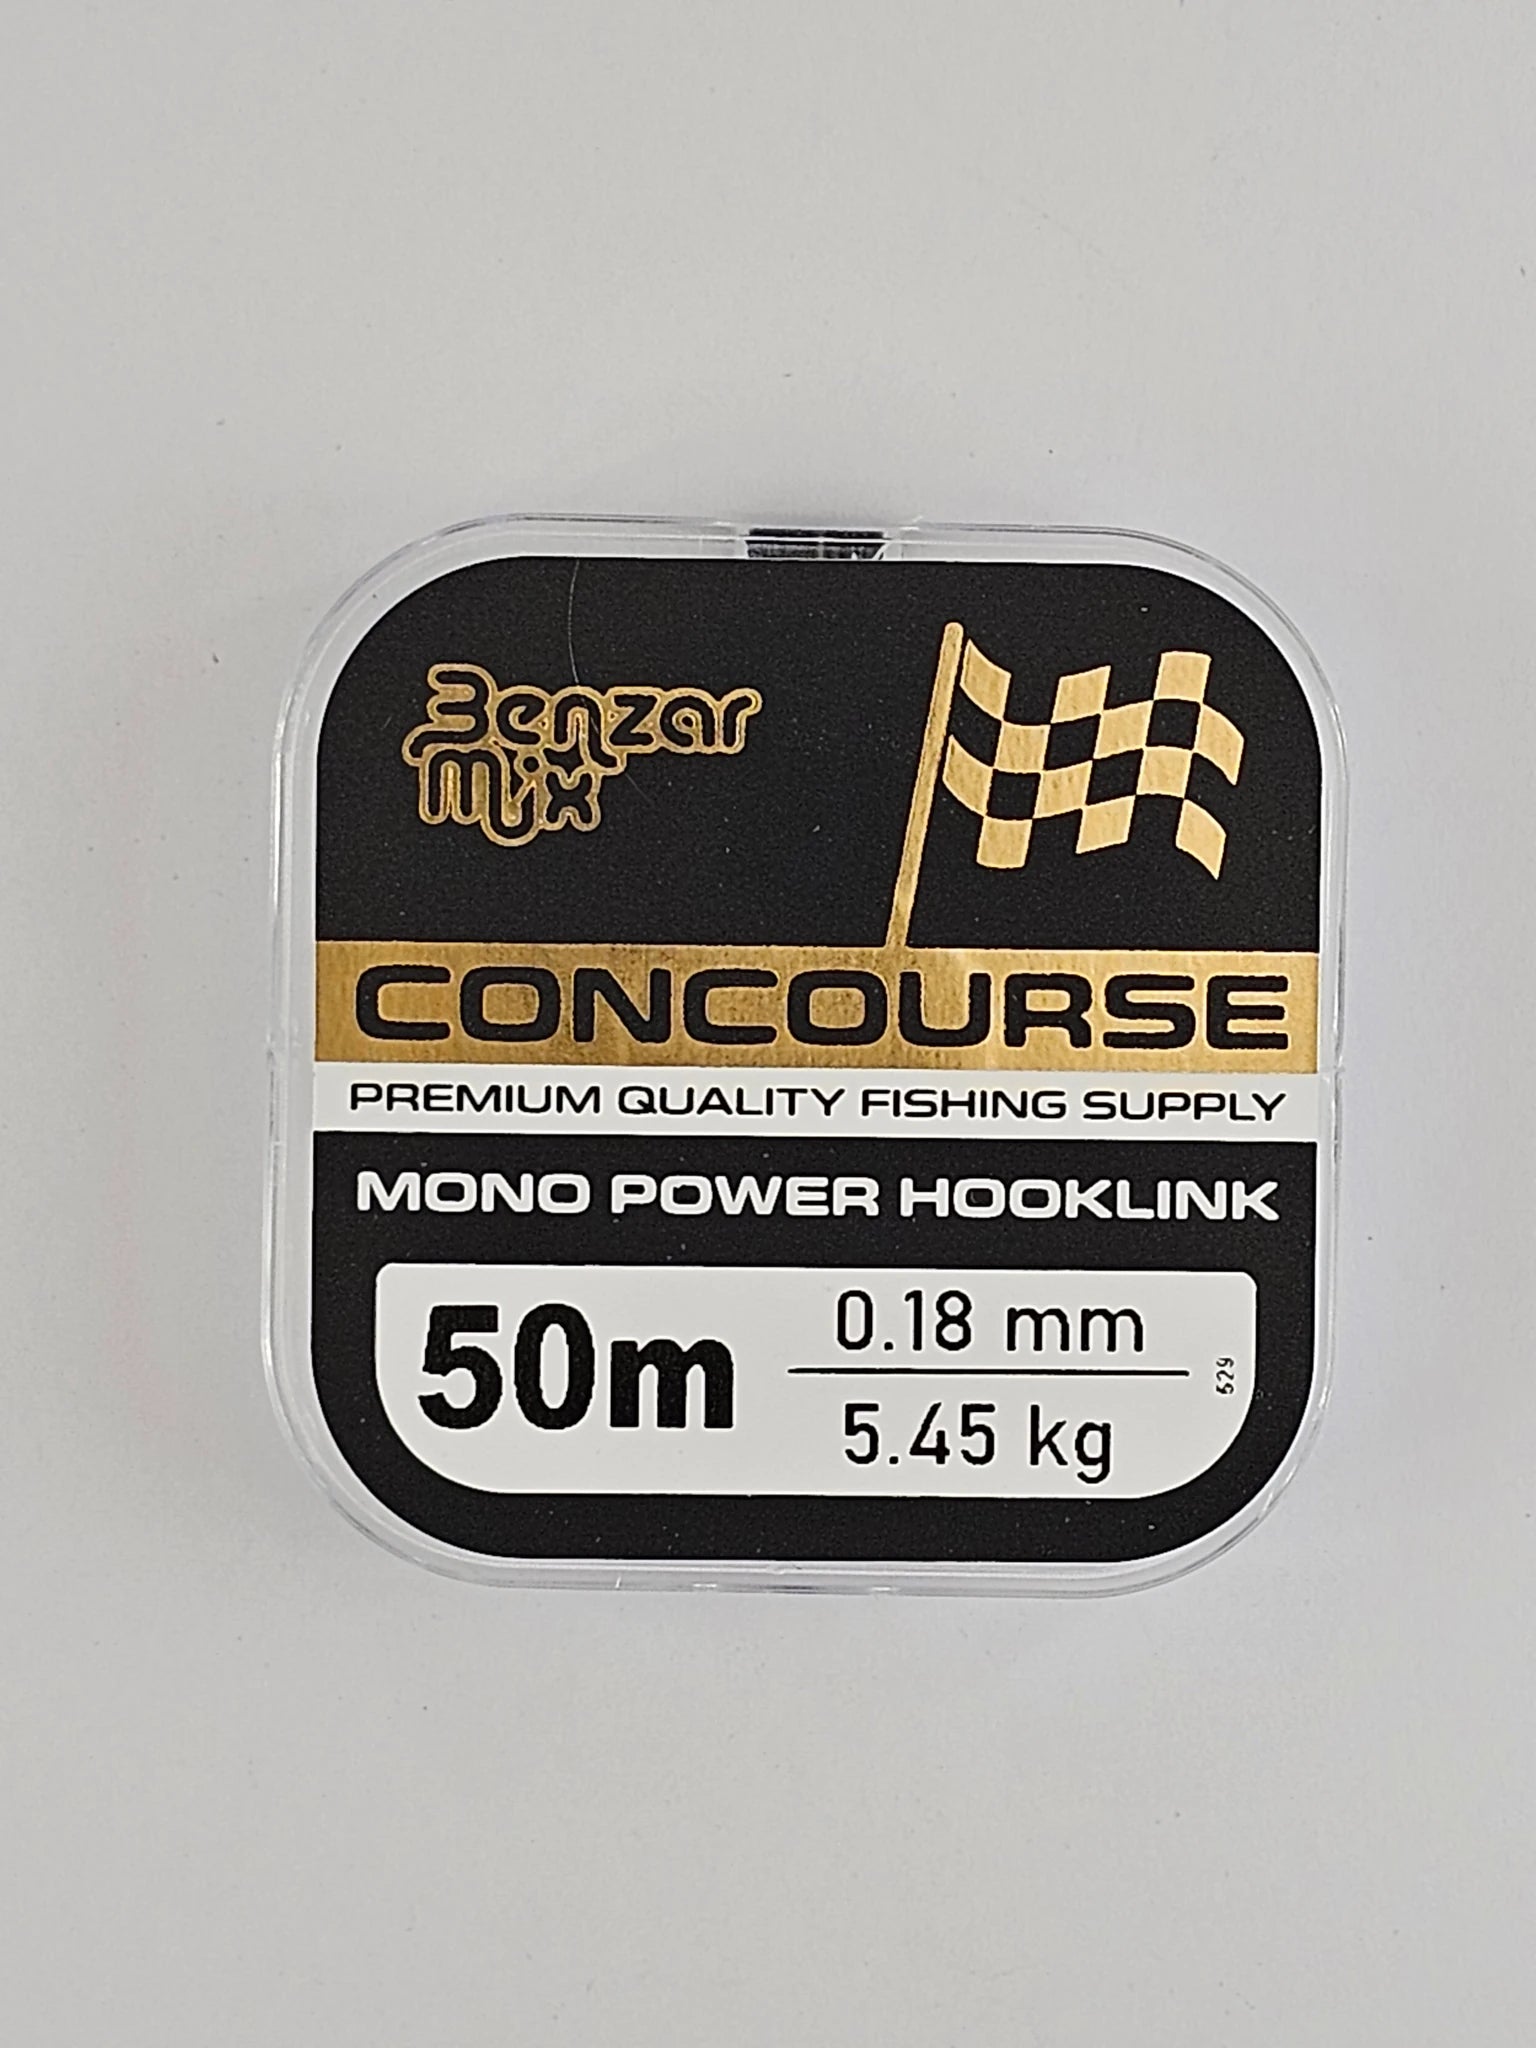 Benzar
Mix
CONCOURSE
PREMIUM QUALITY FISHING SUPPLY
MONO POWER HOOKLINK
50m
0.18 mm
5.45 kg
529